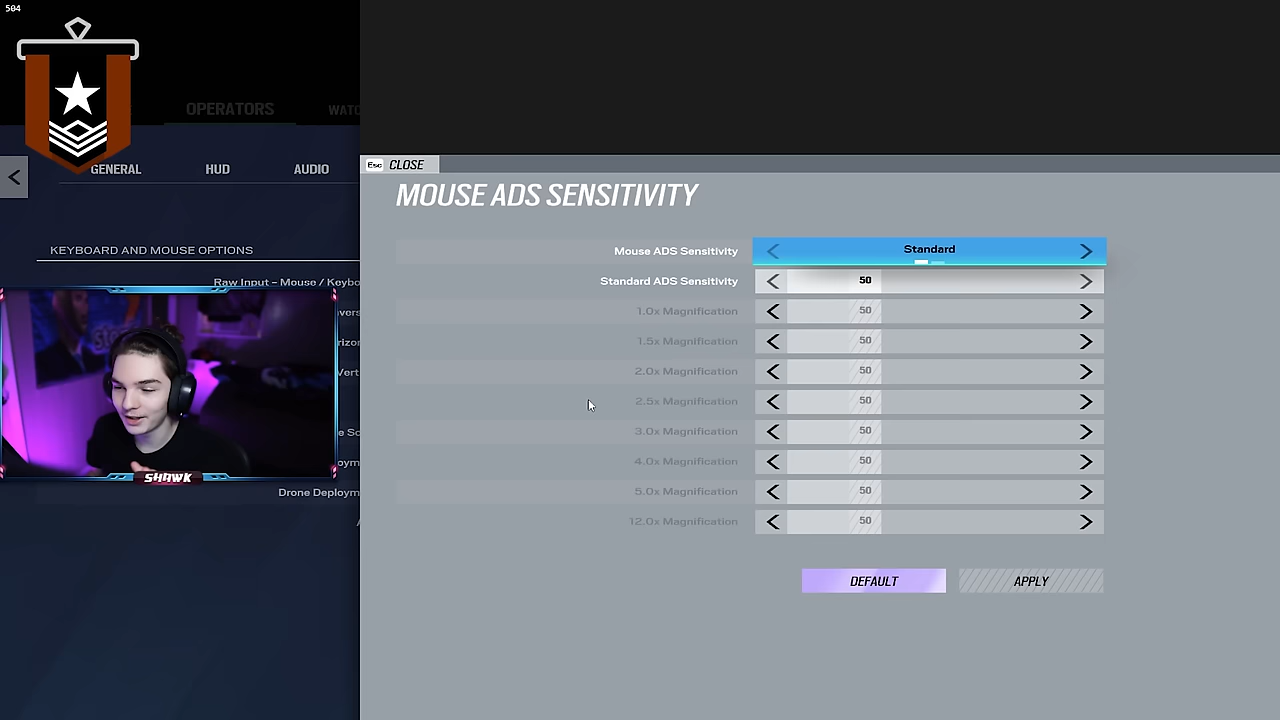 504
OPERATORS
WATC
GENERAL
HUD
AUDIO
KEYBOARD AND MOUSE OPTIONS
Raw Input – Mouse / Keybo
Drone Deploym
SHAWK
Esc CLOSE
MOUSE ADS SENSITIVITY
Mouse ADS Sensitivity
Standard
Standard ADS Sensitivity
50
1.0x Magnification
50
1.5x Magnification
50
2.0x Magnification
50
2.5x Magnification
50
3.0x Magnification
50
4.0x Magnification
50
5.0x Magnification
50
12.0x Magnification
50
DEFAULT
APPLY